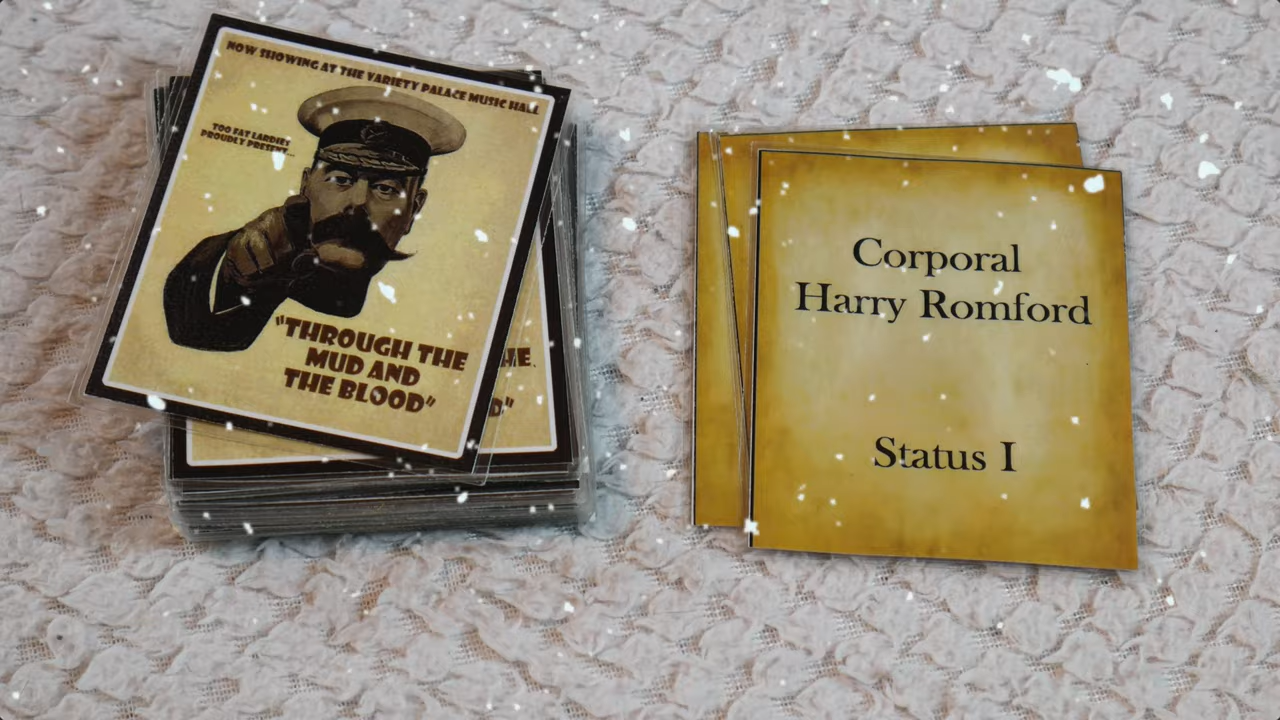 NOW SHOWING AT THE VARIETY PALACE MUSIC HALL
TOO FAT LARDIES
PROUDLY PRESENT...
"THROUGH THE
MUD AND
THE BLOOD"
HE
D"
Corporal
Harry Romford
Status I